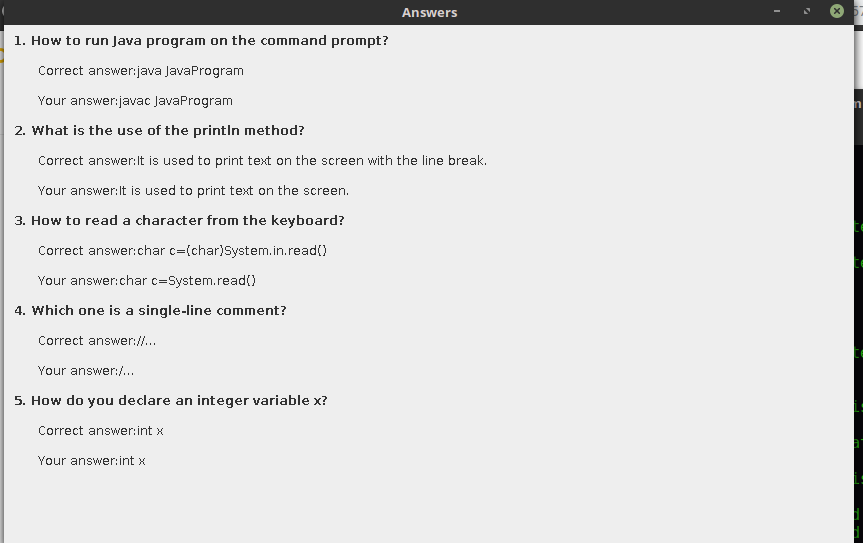 Answers
1. How to run Java program on the command prompt?
Correct answer:java JavaProgram
Your answer:javac JavaProgram
2. What is the use of the println method?
Correct answer:It is used to print text on the screen with the line break.
Your answer:It is used to print text on the screen.
3. How to read a character from the keyboard?
Correct answer:char c=(char)System.in.read()
Your answer:char c=System.read()
4. Which one is a single-line comment?
Correct answer://...
Your answer:/...
5. How do you declare an integer variable x?
Correct answer:int x
Your answer:int x